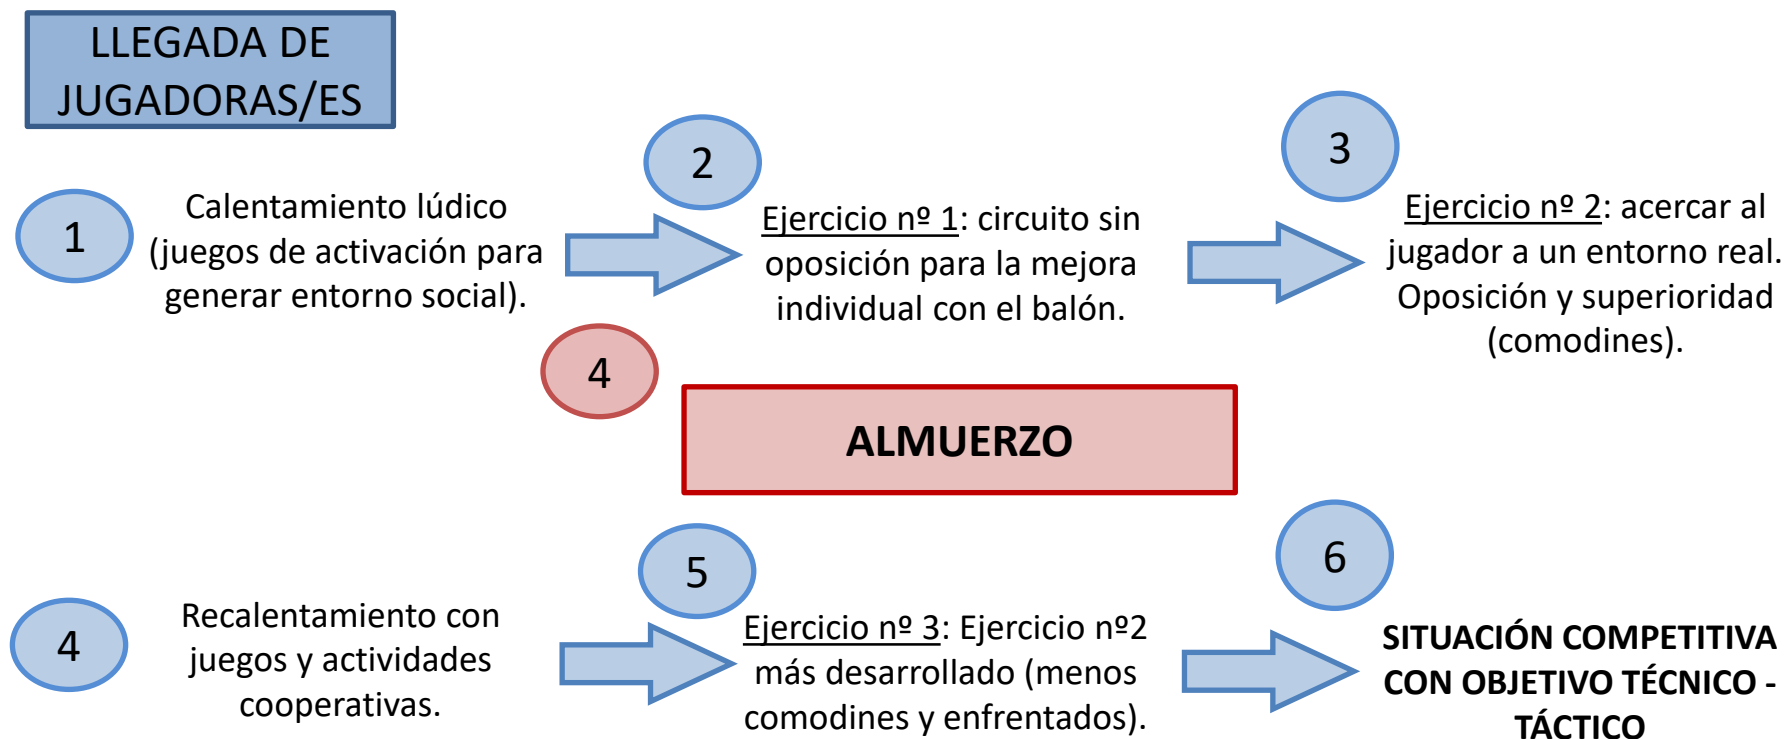 LLEGADA DE
JUGADORAS/ES
1
Calentamiento lúdico
(juegos de activación para
generar entorno social).
2
Ejercicio nº 1: circuito sin
oposición para la mejora
individual con el balón.
3
Ejercicio nº 2: acercar al
jugador a un entorno real.
Oposición y superioridad
(comodines).
4
ALMUERZO
4
Recalentamiento con
juegos y actividades
cooperativas.
5
Ejercicio nº 3: Ejercicio nº2
más desarrollado (menos
comodines y enfrentados).
6
SITUACIÓN COMPETITIVA
CON OBJETIVO TÉCNICO -
TÁCTICO